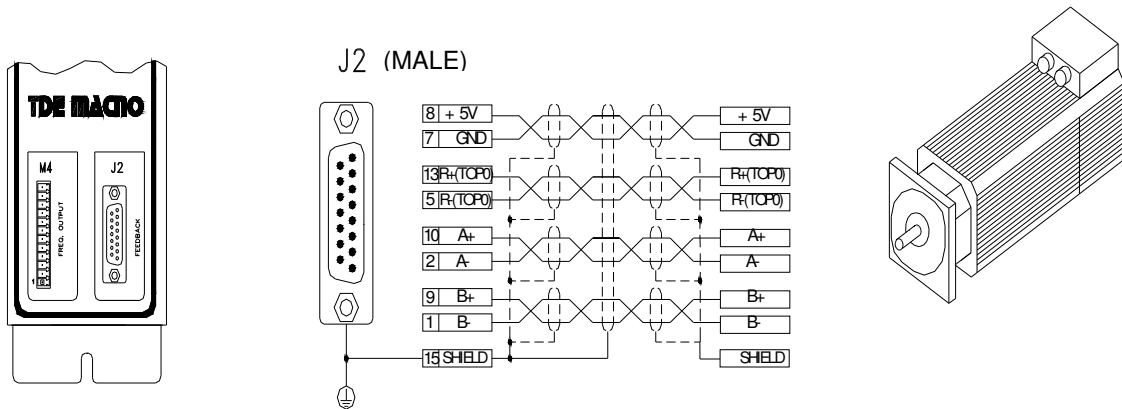 TDE MACNO
M4
J2
FREQ. OUTPUT
FEEDBACK
1
J2 (MALE)
8 + 5V
7 GND
13 R+(TOP0)
5 R-(TOP0)
10 A+
2 A-
9 B+
1 B-
15 SHIELD
+ 5V
GND
R+(TOP0)
R-(TOP0)
A+
A-
B+
B-
SHIELD